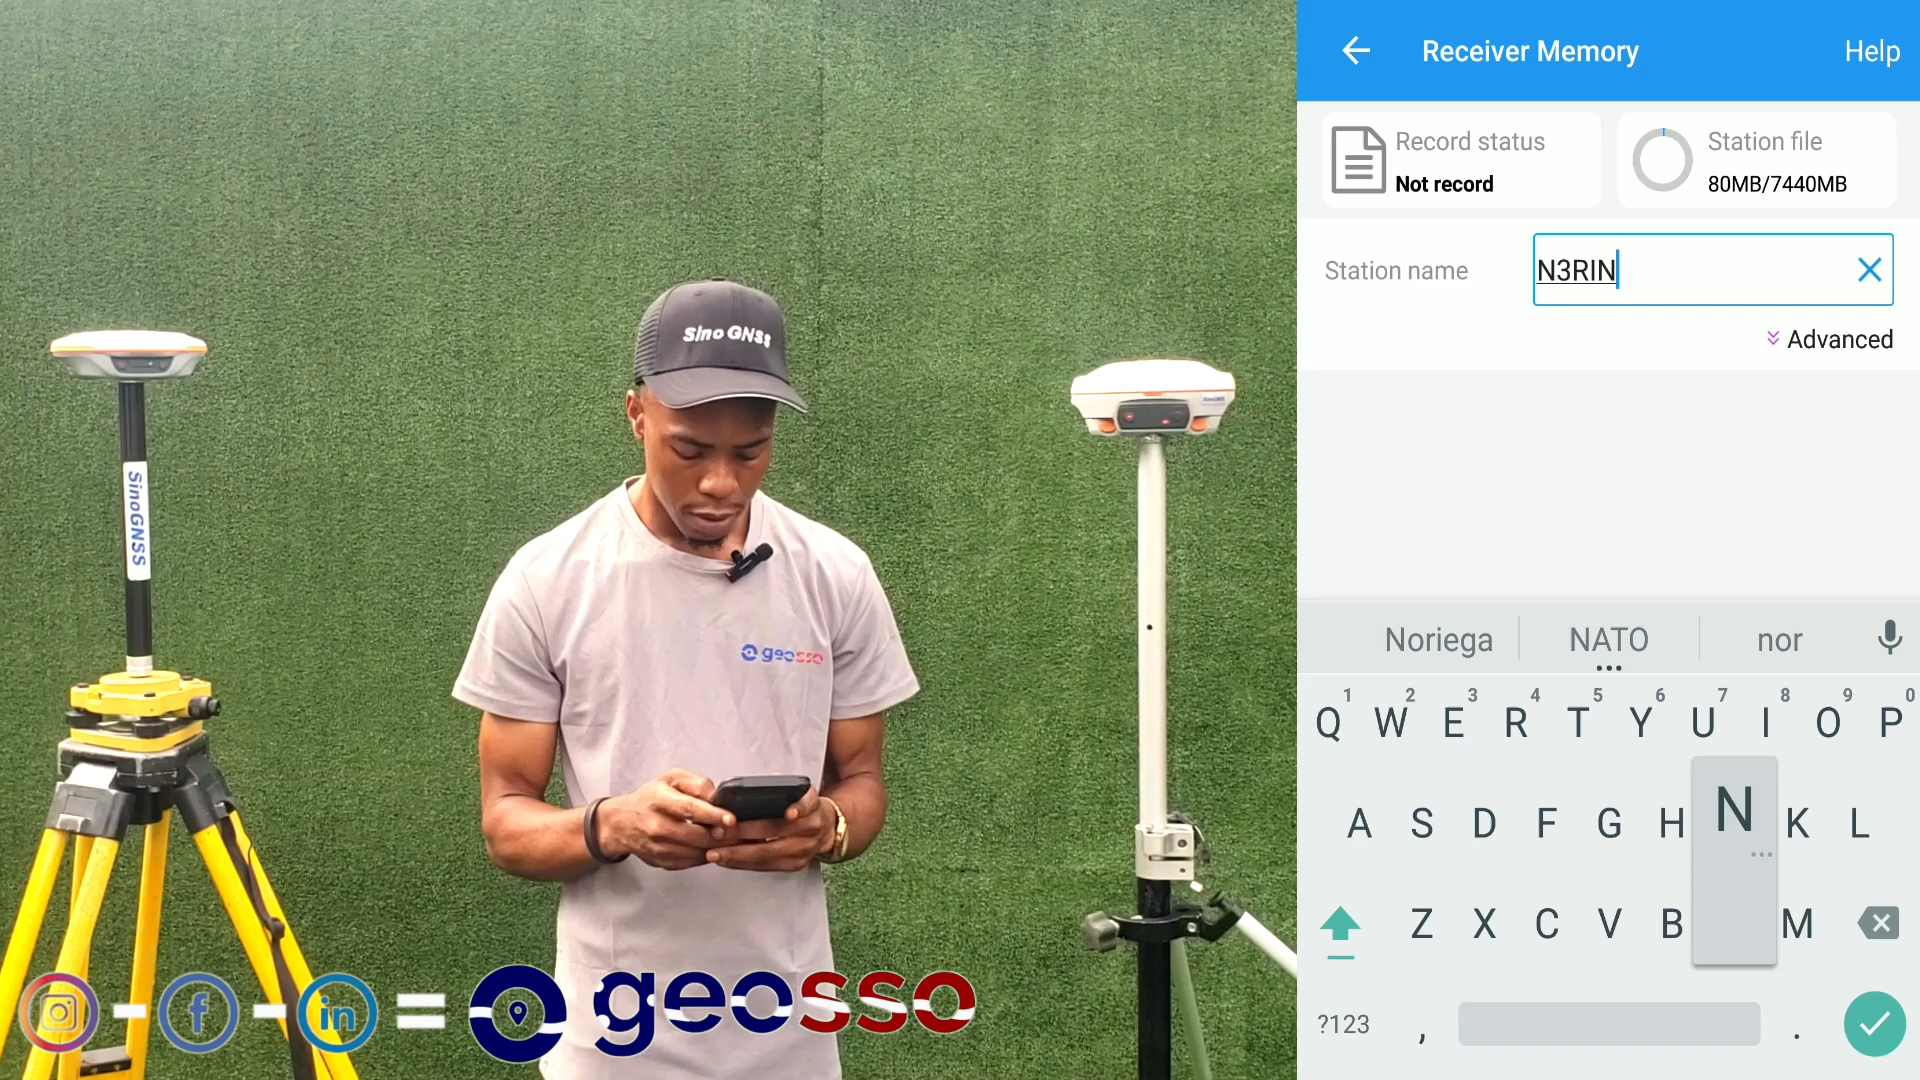 Sino GNSS
SinoGNSS
geosso
in
geosso
Receiver Memory
Help
Record status
Not record
Station file
80MB/7440MB
Station name
N3RIN
Advanced
Noriega
NATO
nor
1 2 3 4 5 6 7 8 9 0
Q W E R T Y U I O P
A S D F G H N K L
Z X C V B M
?123 , .